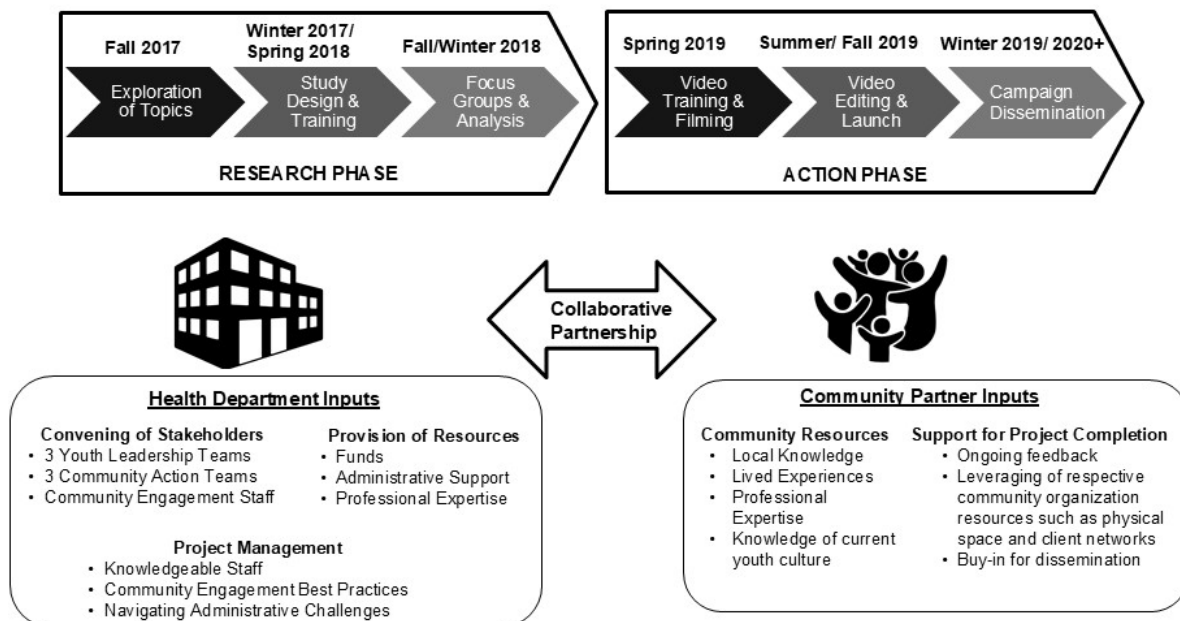 Fall 2017
Winter 2017/
Spring 2018
Fall/Winter 2018
Exploration
of Topics
Study
Design &
Training
Focus
Groups &
Analysis
RESEARCH PHASE
Spring 2019
Summer/ Fall 2019
Winter 2019/ 2020+
Video
Training &
Filming
Video
Editing &
Launch
Campaign
Dissemination
ACTION PHASE
Collaborative
Partnership
Health Department Inputs
Convening of Stakeholders
• 3 Youth Leadership Teams
• 3 Community Action Teams
• Community Engagement Staff
Provision of Resources
• Funds
• Administrative Support
• Professional Expertise
Project Management
• Knowledgeable Staff
• Community Engagement Best Practices
• Navigating Administrative Challenges
Community Partner Inputs
Community Resources
• Local Knowledge
• Lived Experiences
• Professional
Expertise
• Knowledge of current
youth culture
Support for Project Completion
• Ongoing feedback
• Leveraging of respective
community organization
resources such as physical
space and client networks
• Buy-in for dissemination